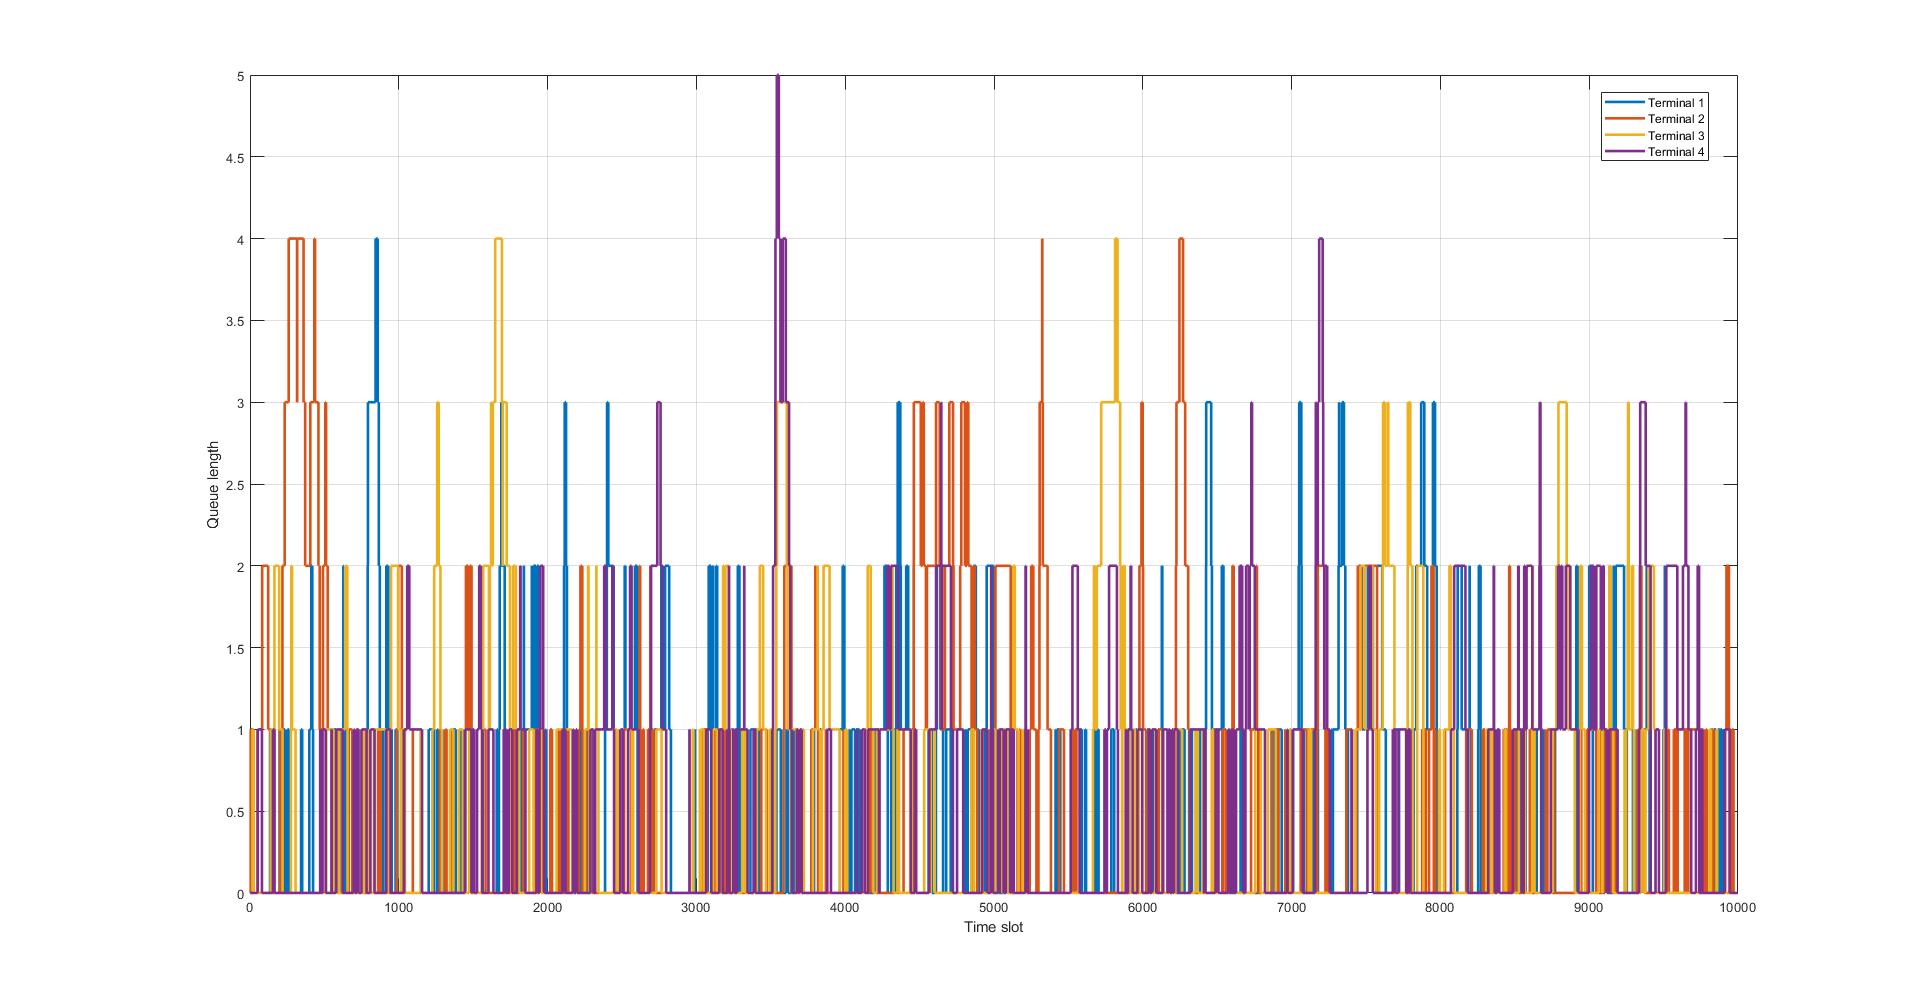 5
4.5
4
3.5
3
2.5
2
1.5
1
0.5
0
Queue length
Terminal 1
Terminal 2
Terminal 3
Terminal 4
0 1000 2000 3000 4000 5000 6000 7000 8000 9000 10000
Time slot